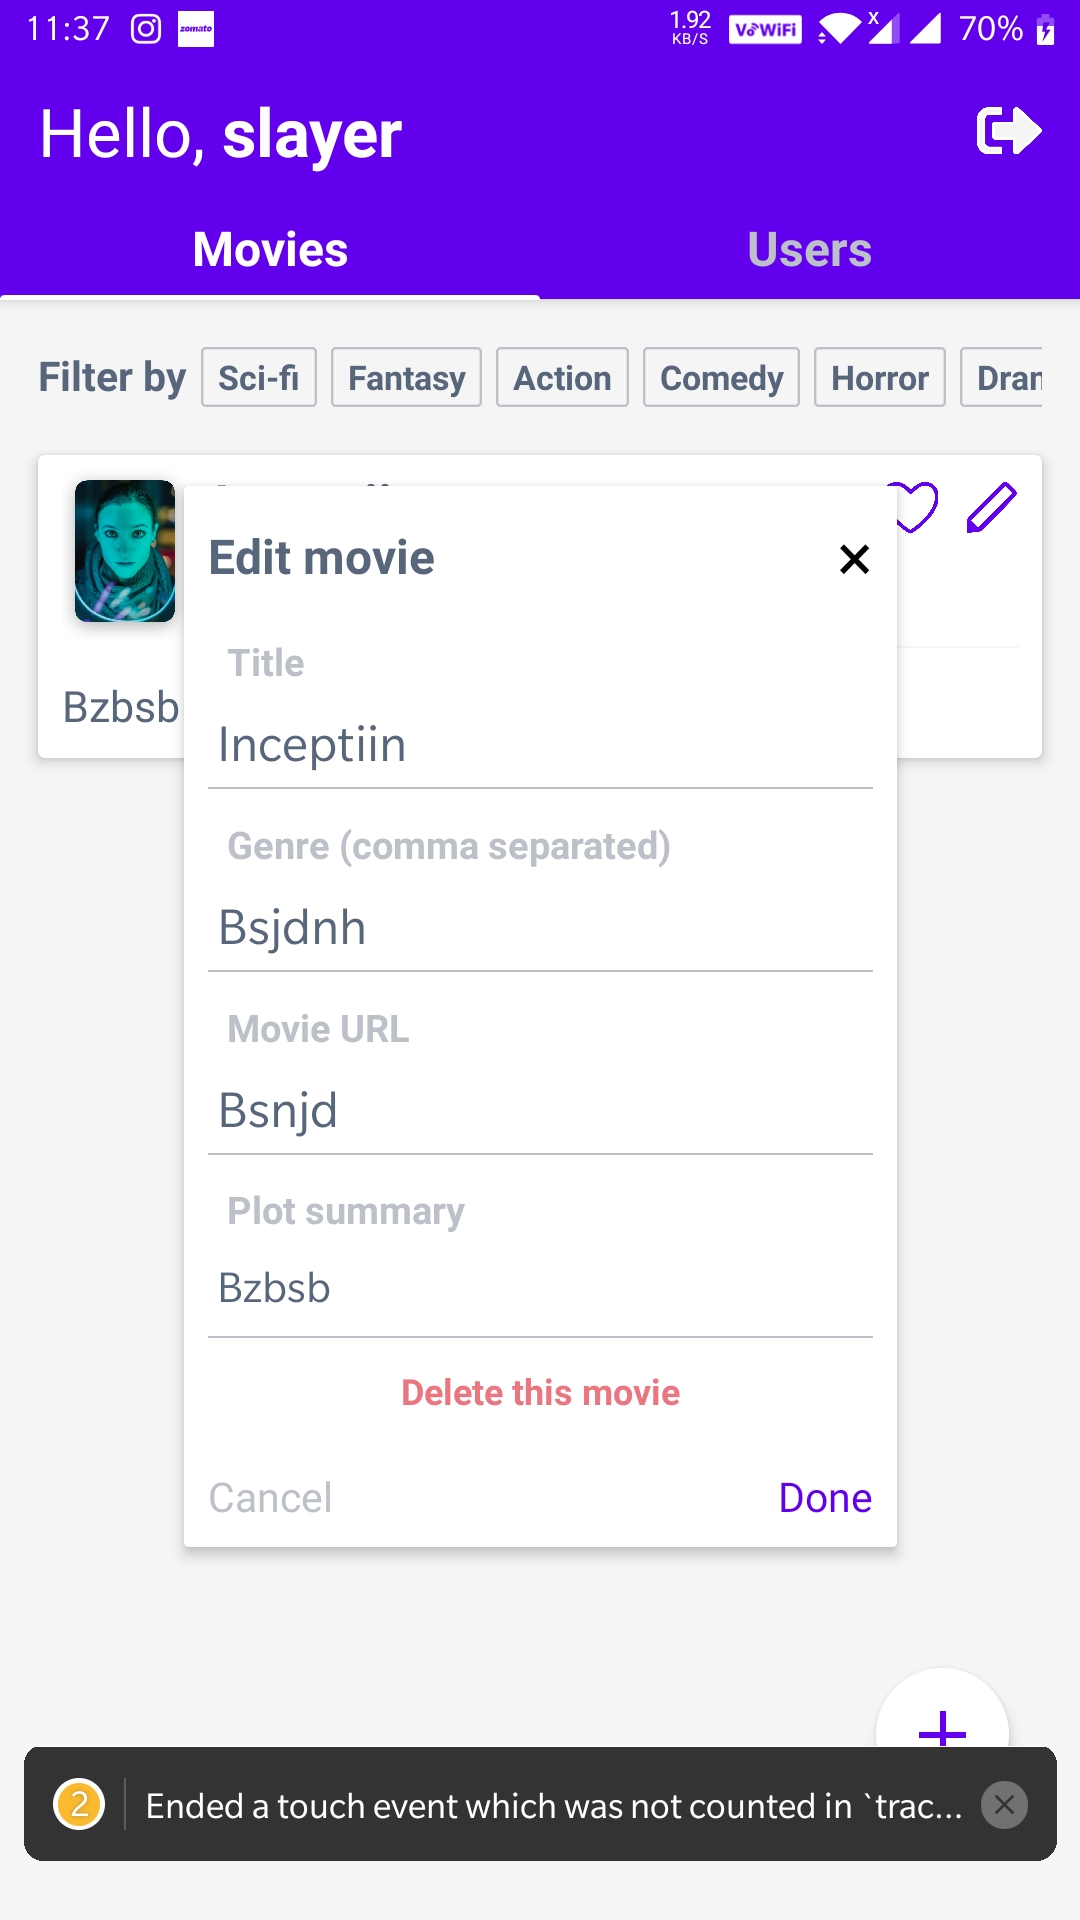 11:37 zomato 1.92 KB/S VoWiFi X 70%
Hello, slayer
Movies Users
Filter by Sci-fi Fantasy Action Comedy Horror
Edit movie
Title
Bzbsb
Inceptiin
Genre (comma separated)
Bsjdnh
Movie URL
Bsnjd
Plot summary
Bzbsb
Delete this movie
Cancel Done
2 Ended a touch event which was not counted in `trac...